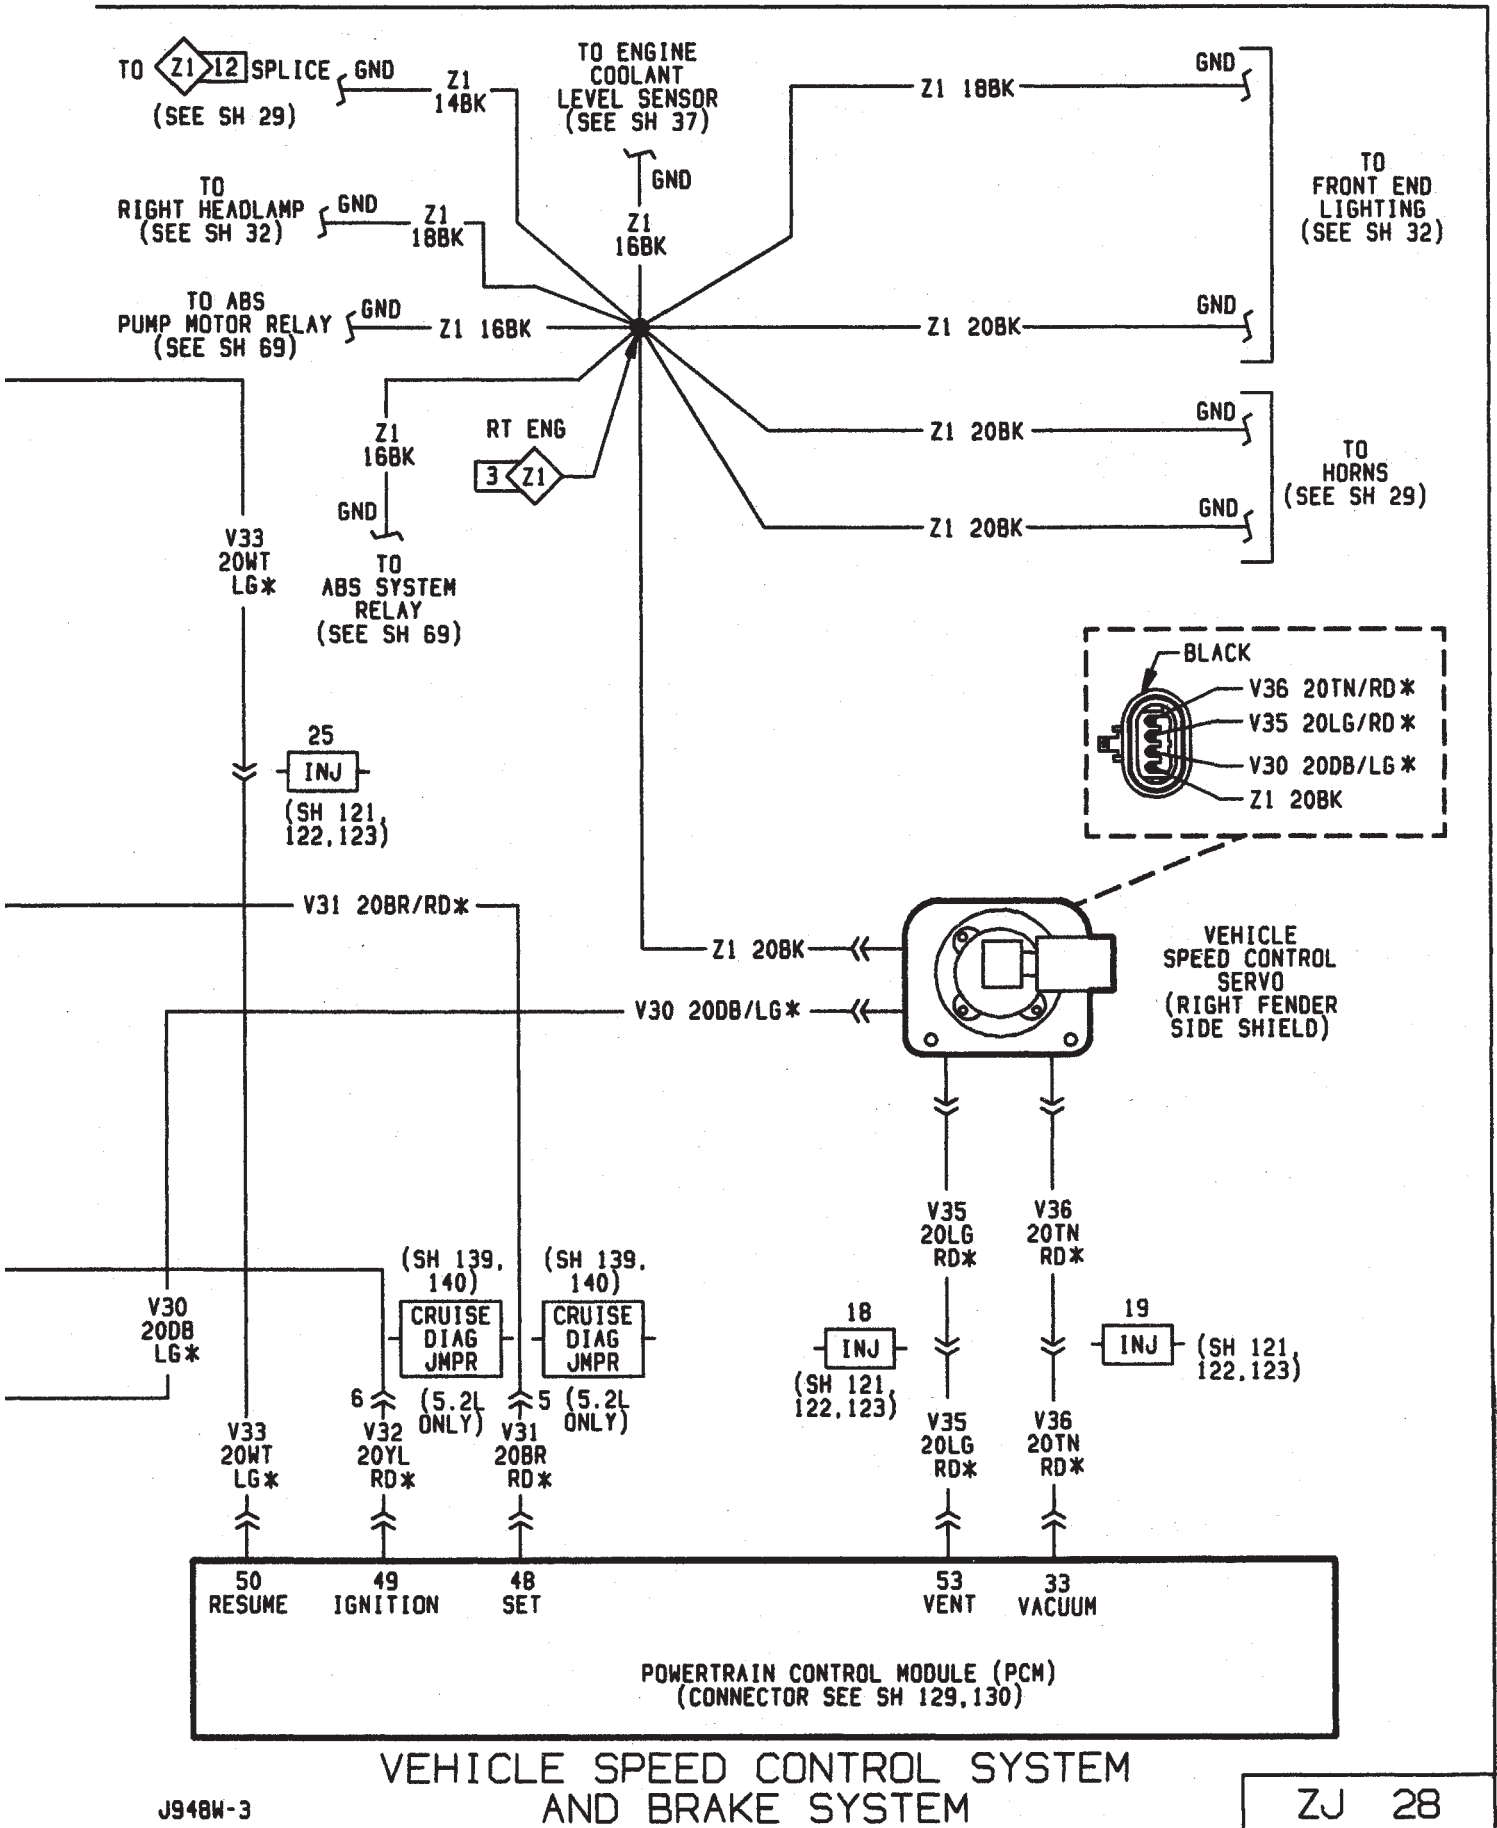 TO Z1 12 SPLICE
(SEE SH 29)
GND
Z1
14BK
TO ENGINE
COOLANT
LEVEL SENSOR
(SEE SH 37)
GND
Z1
16BK
Z1 18BK
GND
TO
FRONT END
LIGHTING
(SEE SH 32)
TO
RIGHT HEADLAMP
(SEE SH 32)
GND
Z1
18BK
TO ABS
PUMP MOTOR RELAY
(SEE SH 69)
GND
Z1 16BK
Z1 20BK
GND
Z1
16BK
GND
TO
ABS SYSTEM
RELAY
(SEE SH 69)
RT ENG
3 Z1
Z1 20BK
GND
Z1 20BK
GND
TO
HORNS
(SEE SH 29)
V33
20WT
LG*
25
INJ
(SH 121,
122,123)
BLACK
V36 20TN/RD*
V35 20LG/RD*
V30 20DB/LG*
Z1 20BK
V31 20BR/RD*
Z1 20BK
V30 20DB/LG*
VEHICLE
SPEED CONTROL
SERVO
(RIGHT FENDER
SIDE SHIELD)
V35
20LG
RD*
V36
20TN
RD*
V30
20DB
LG*
(SH 139,
140)
CRUISE
DIAG
JMPR
(5.2L
ONLY)
(SH 139,
140)
CRUISE
DIAG
JMPR
(5.2L
ONLY)
6
5
18
INJ
(SH 121,
122,123)
19
INJ
(SH 121,
122,123)
V33
20WT
LG*
V32
20YL
RD*
V31
20BR
RD*
V35
20LG
RD*
V36
20TN
RD*
50
RESUME
49
IGNITION
48
SET
53
VENT
33
VACUUM
POWERTRAIN CONTROL MODULE (PCM)
(CONNECTOR SEE SH 129,130)
VEHICLE SPEED CONTROL SYSTEM
AND BRAKE SYSTEM
J948W-3
ZJ 28